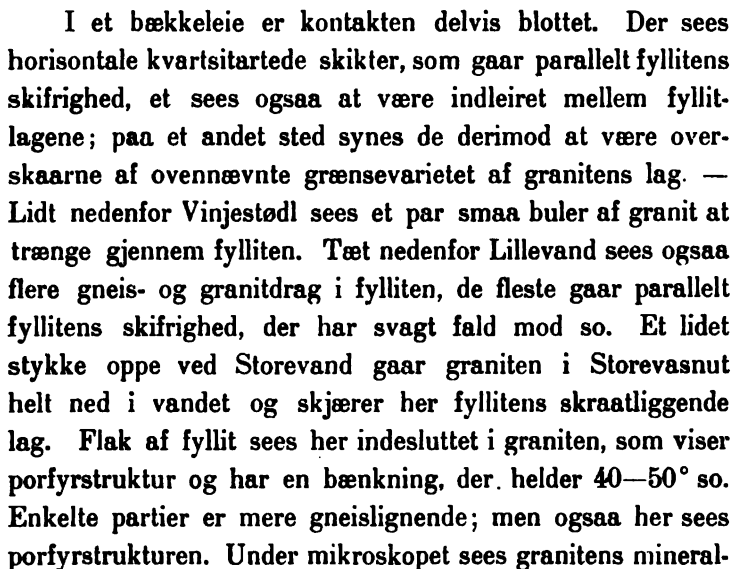 I et bækkeleie er kontakten delvis blottet. Der sees
horisontale kvartsitartede skikter, som gaar parallelt fyllitens
skifrighed, et sees ogsaa at være indleiret mellem fyllit-
lagene; paa et andet sted synes de derimod at være over-
skaarne af ovennævnte grænsevarietet af granitens lag. —
Lidt nedenfor Vinjestødl sees et par smaa buler af granit at
trænge gjennem fylliten. Tæt nedenfor Lillevand sees ogsaa
flere gneis- og granitdrag i fylliten, de fleste gaar parallelt
fyllitens skifrighed, der har svagt fald mod so. Et lidet
stykke oppe ved Storevand gaar graniten i Storevasnut
helt ned i vandet og skjærer her fyllitens skraatliggende
lag. Flak af fyllit sees her indesluttet i graniten, som viser
porfyrstruktur og har en bænkning, der. helder 40—50° so.
Enkelte partier er mere gneislignende; men ogsaa her sees
porfyrstrukturen. Under mikroskopet sees granitens mineral-